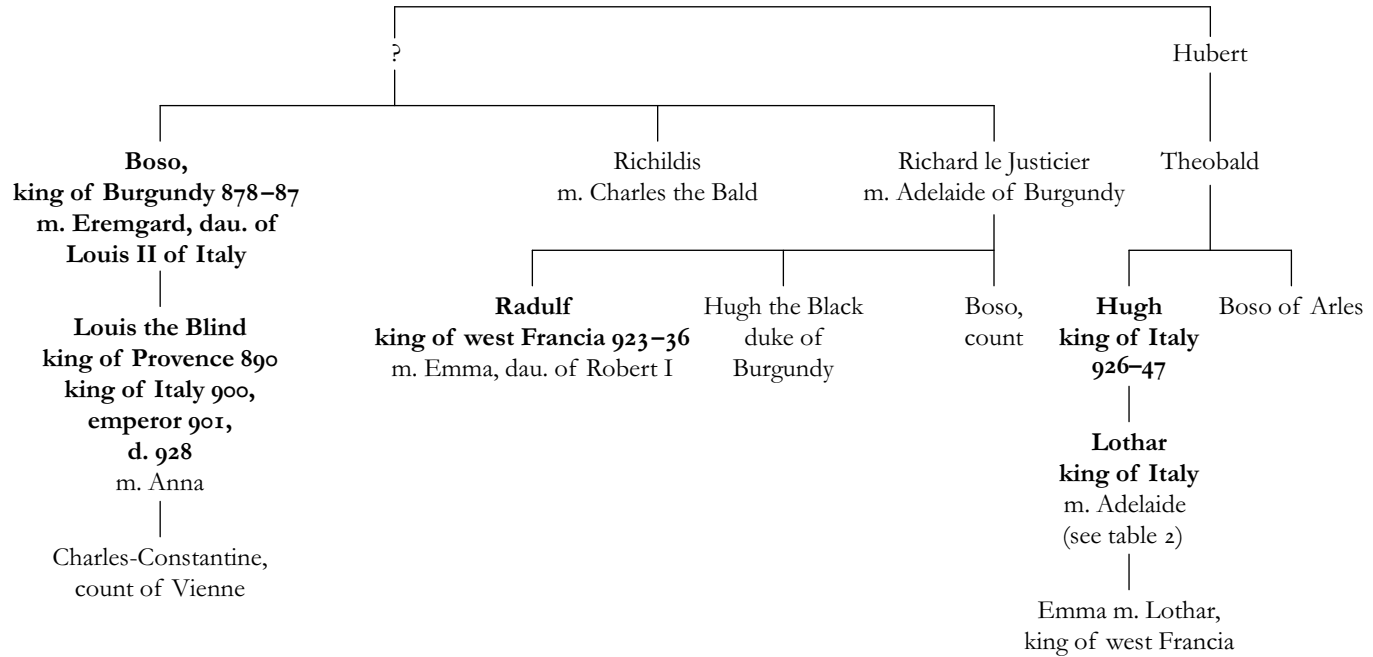 ?
Hubert
Boso,
king of Burgundy 878–87
m. Eremgard, dau. of
Louis II of Italy
Richildis
m. Charles the Bald
Richard le Justicier
m. Adelaide of Burgundy
Theobald
Louis the Blind
king of Provence 890
king of Italy 900,
emperor 901,
d. 928
m. Anna
Radulf
king of west Francia 923–36
m. Emma, dau. of Robert I
Hugh the Black
duke of
Burgundy
Boso,
count
Hugh
king of Italy
926–47
Boso of Arles
Lothar
king of Italy
m. Adelaide
(see table 2)
Charles-Constantine,
count of Vienne
Emma m. Lothar,
king of west Francia